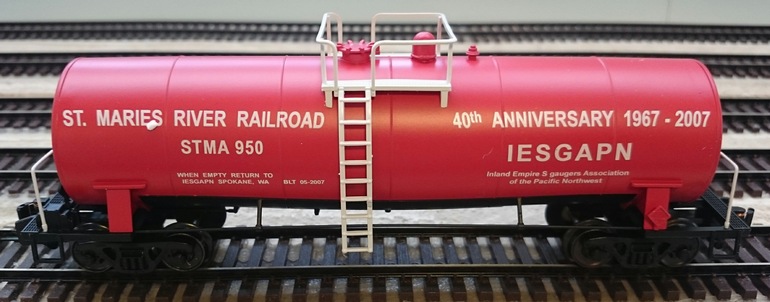 ST. MARIES RIVER RAILROAD
STMA 950
WHEN EMPTY RETURN TO
IESGAPN SPOKANE, WA BLT 05-2007
40th ANNIVERSARY 1967 - 2007
IESGAPN
Inland Empire S gaugers Association
of the Pacific Northwest